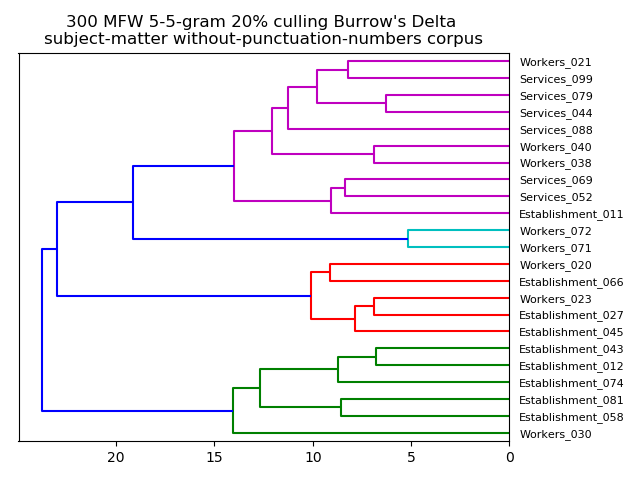 300 MFW 5-5-gram 20% culling Burrow's Delta
subject-matter without-punctuation-numbers corpus
Workers_021
Services_099
Services_079
Services_044
Services_088
Workers_040
Workers_038
Services_069
Services_052
Establishment_011
Workers_072
Workers_071
Workers_020
Establishment_066
Workers_023
Establishment_027
Establishment_045
Establishment_043
Establishment_012
Establishment_074
Establishment_081
Establishment_058
Workers_030
20 15 10 5 0